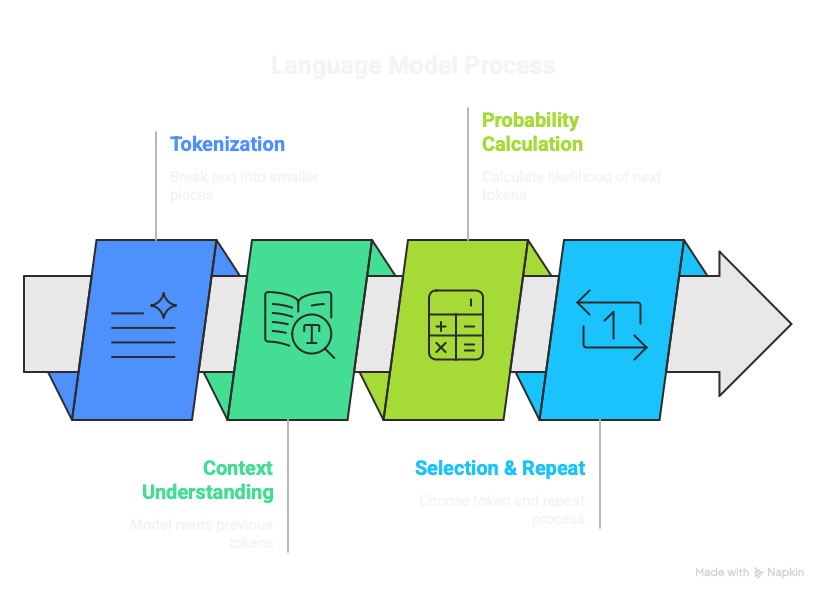 Language Model Process
Tokenization
Break text into smaller
pieces
Probability
Calculation
Calculate likelihood of next
tokens
T
1
Context
Understanding
Model reads previous
tokens
Selection & Repeat
Choose token and repeat
process
Made with Napkin